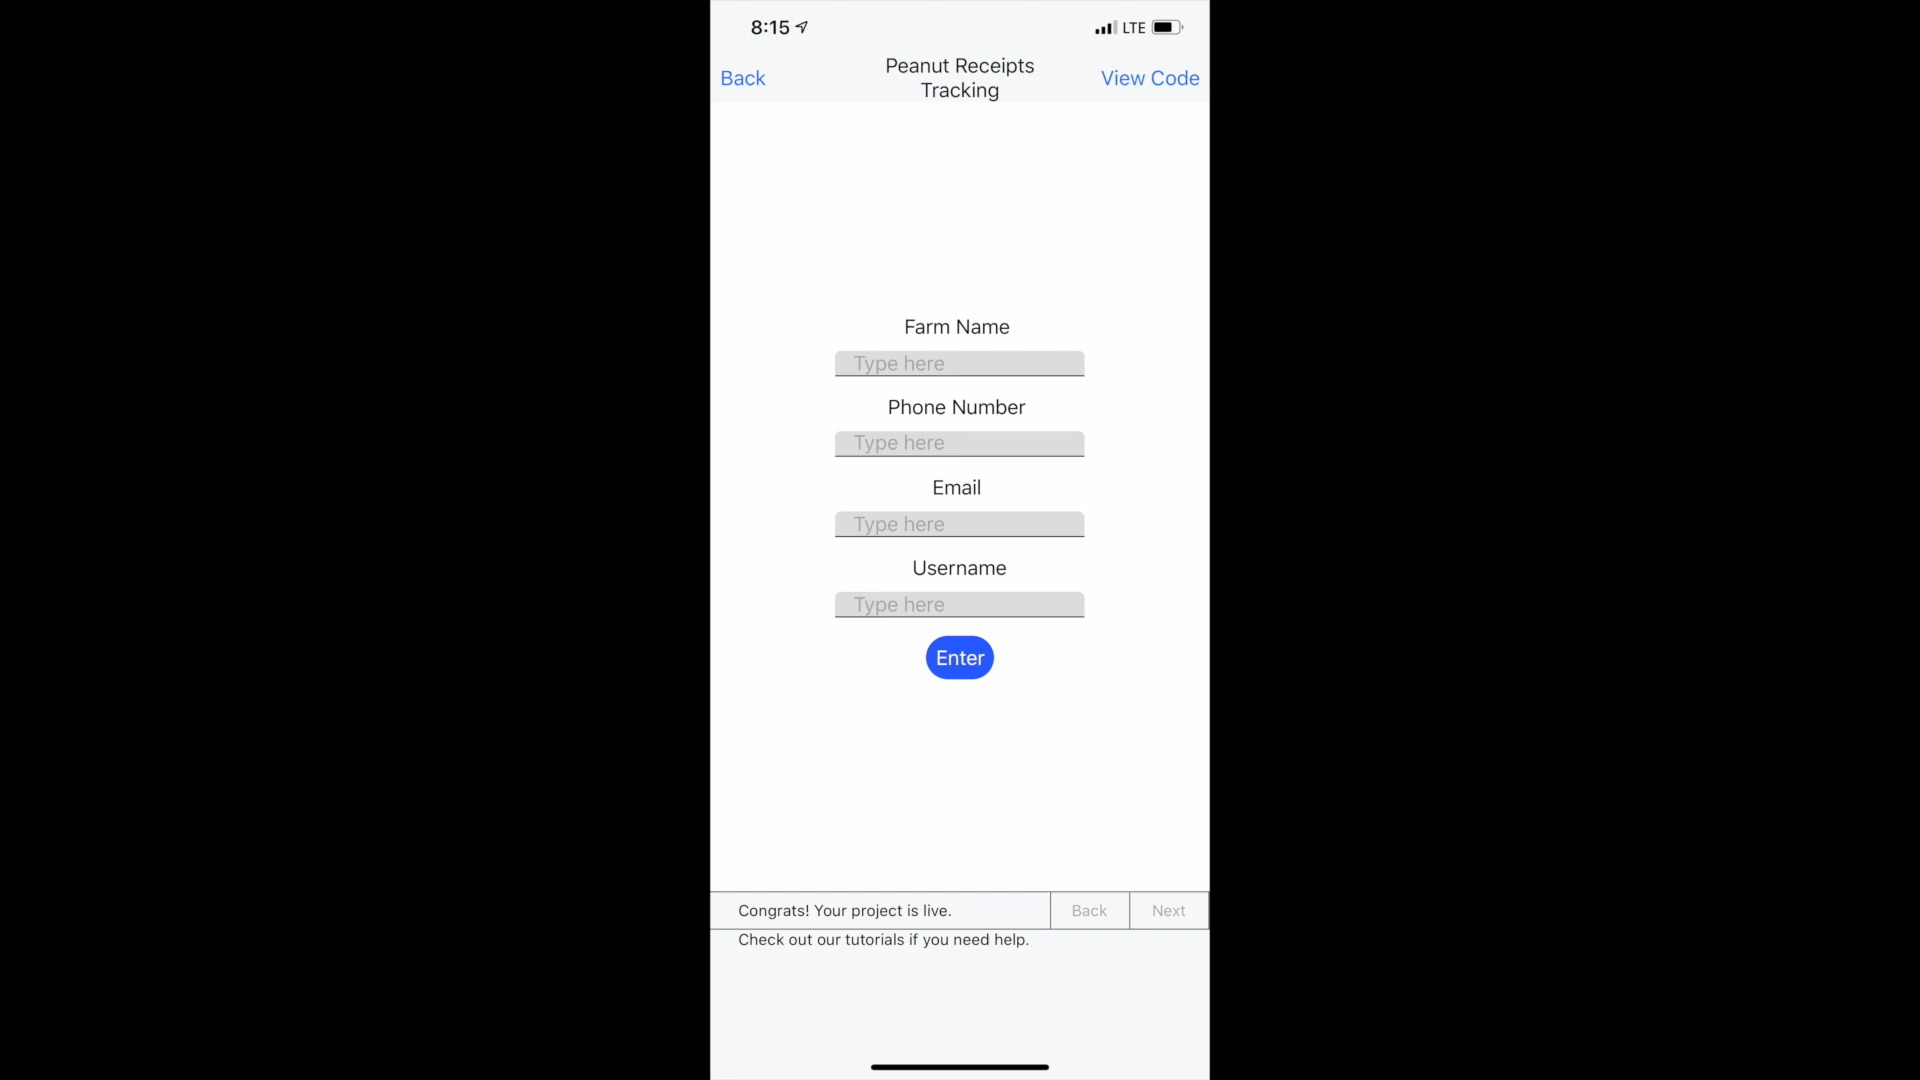 8:15
LTE
Back
Peanut Receipts
Tracking
View Code
Farm Name
Type here
Phone Number
Type here
Email
Type here
Username
Type here
Enter
Congrats! Your project is live.
Back
Next
Check out our tutorials if you need help.